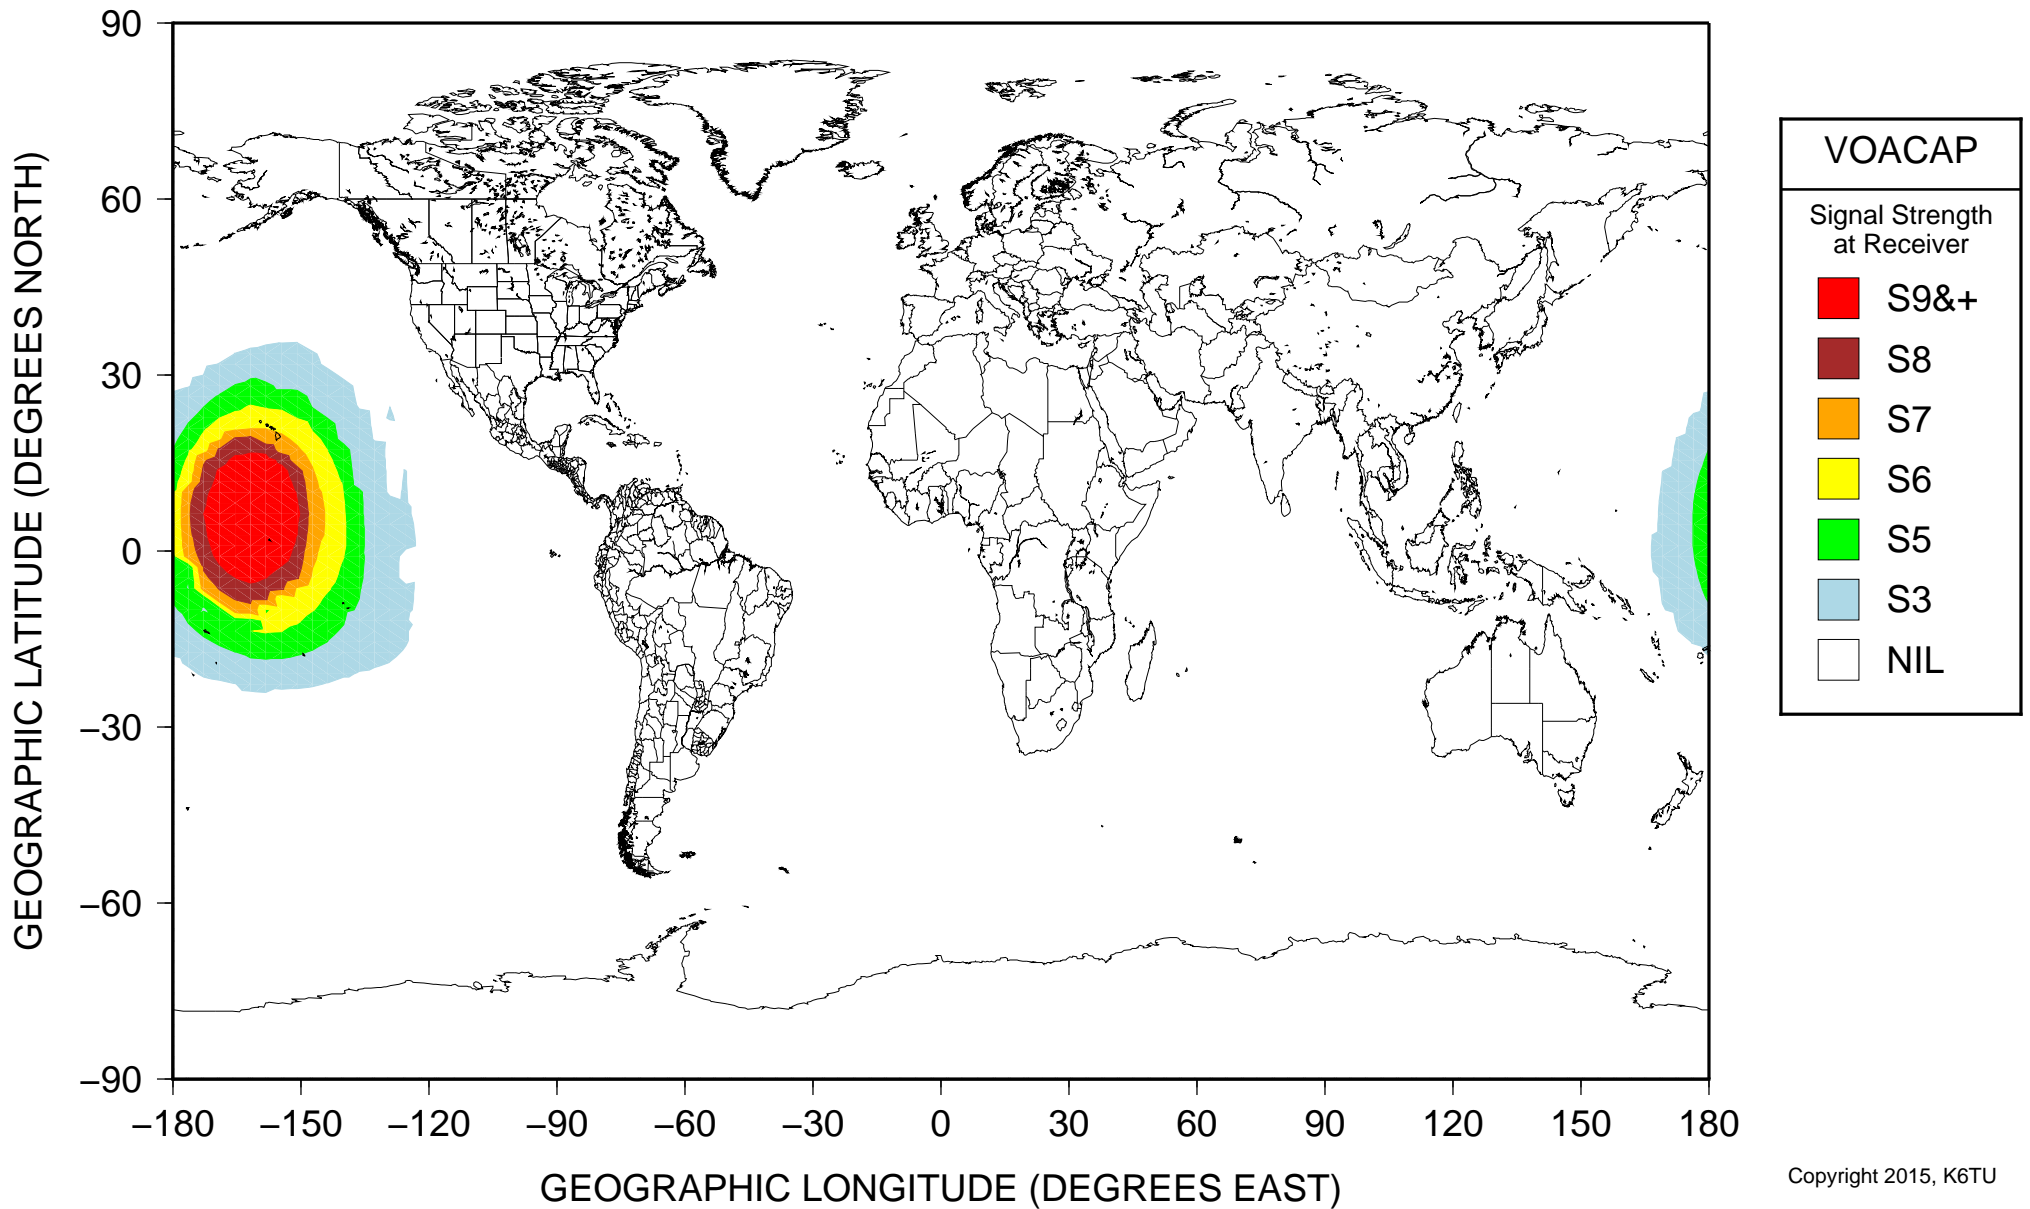 GEOGRAPHIC LATITUDE (DEGREES NORTH)
90
60
30
0
−30
−60
−90
−180 −150 −120 −90 −60 −30 0 30 60 90 120 150 180
GEOGRAPHIC LONGITUDE (DEGREES EAST)
VOACAP
Signal Strength
at Receiver
S9&+
S8
S7
S6
S5
S3
NIL
Copyright 2015, K6TU